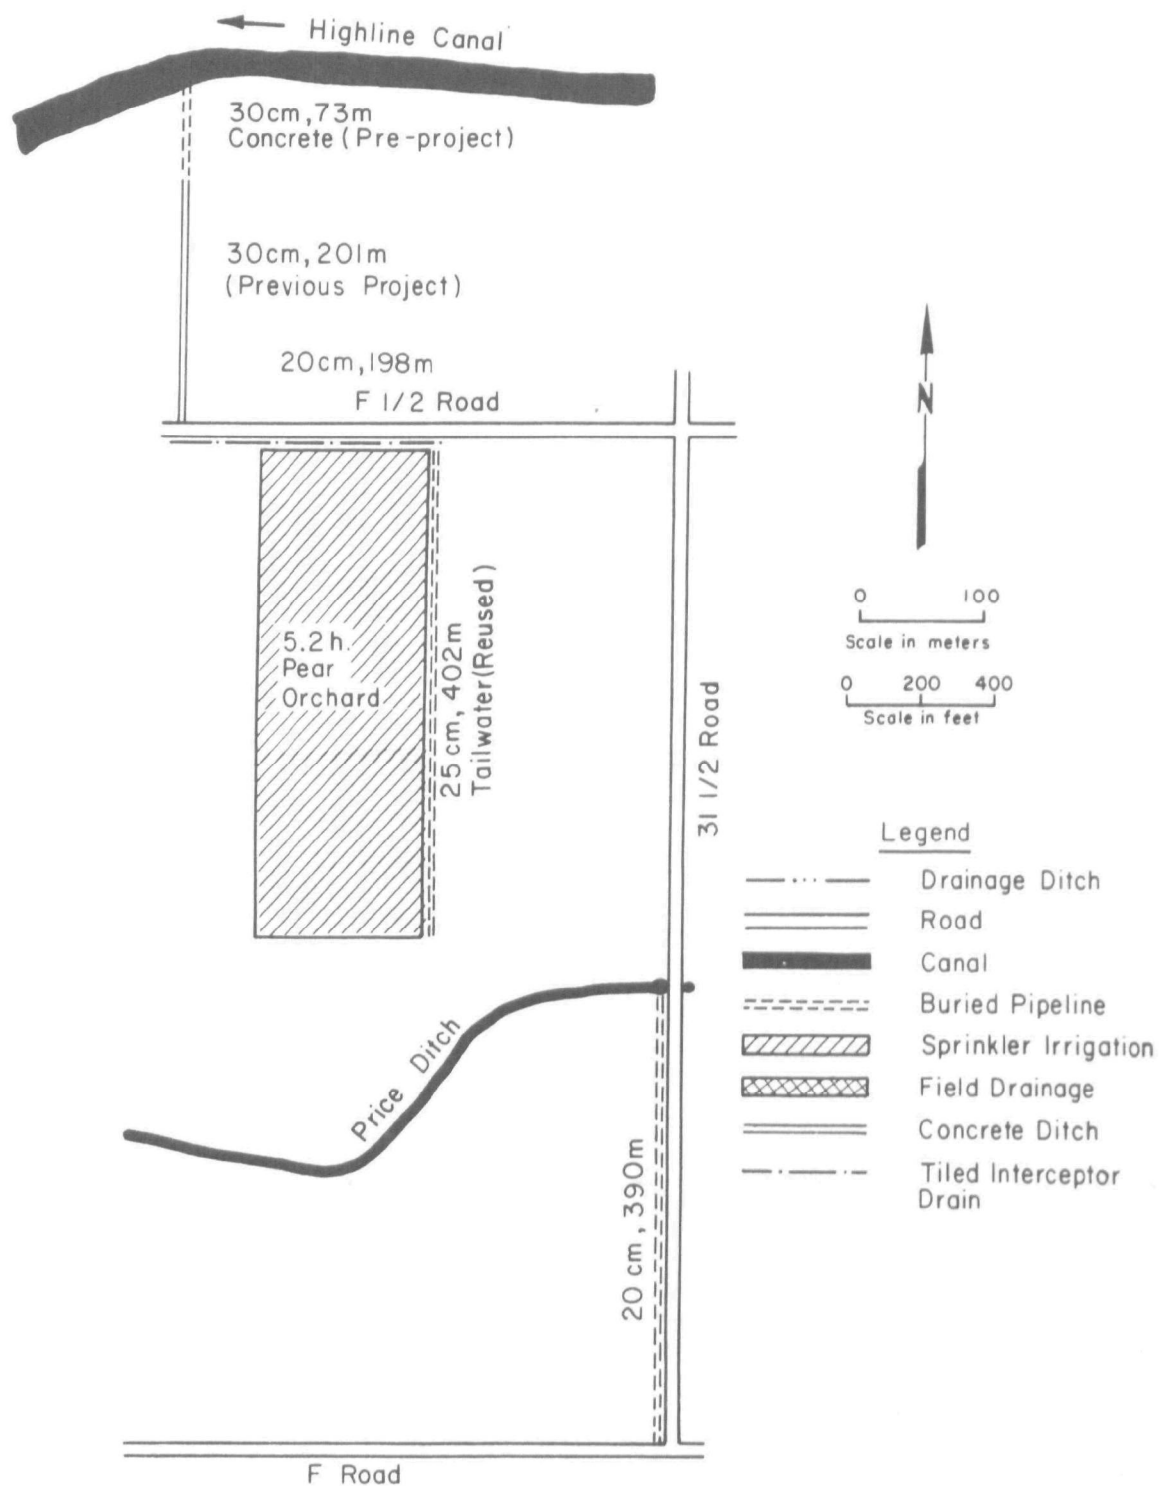 Highline Canal
30cm, 73m
Concrete (Pre-project)
30cm, 201m
(Previous Project)
20cm, 198m
F 1/2 Road
N
0 100
Scale in meters
0 200 400
Scale in feet
5.2 h.
Pear
Orchard
25cm, 402m
Tailwater (Reused)
31 1/2 Road
Legend
Drainage Ditch
Road
Canal
Buried Pipeline
Sprinkler Irrigation
Field Drainage
Concrete Ditch
Tiled Interceptor
Drain
Price Ditch
20 cm, 390m
F Road